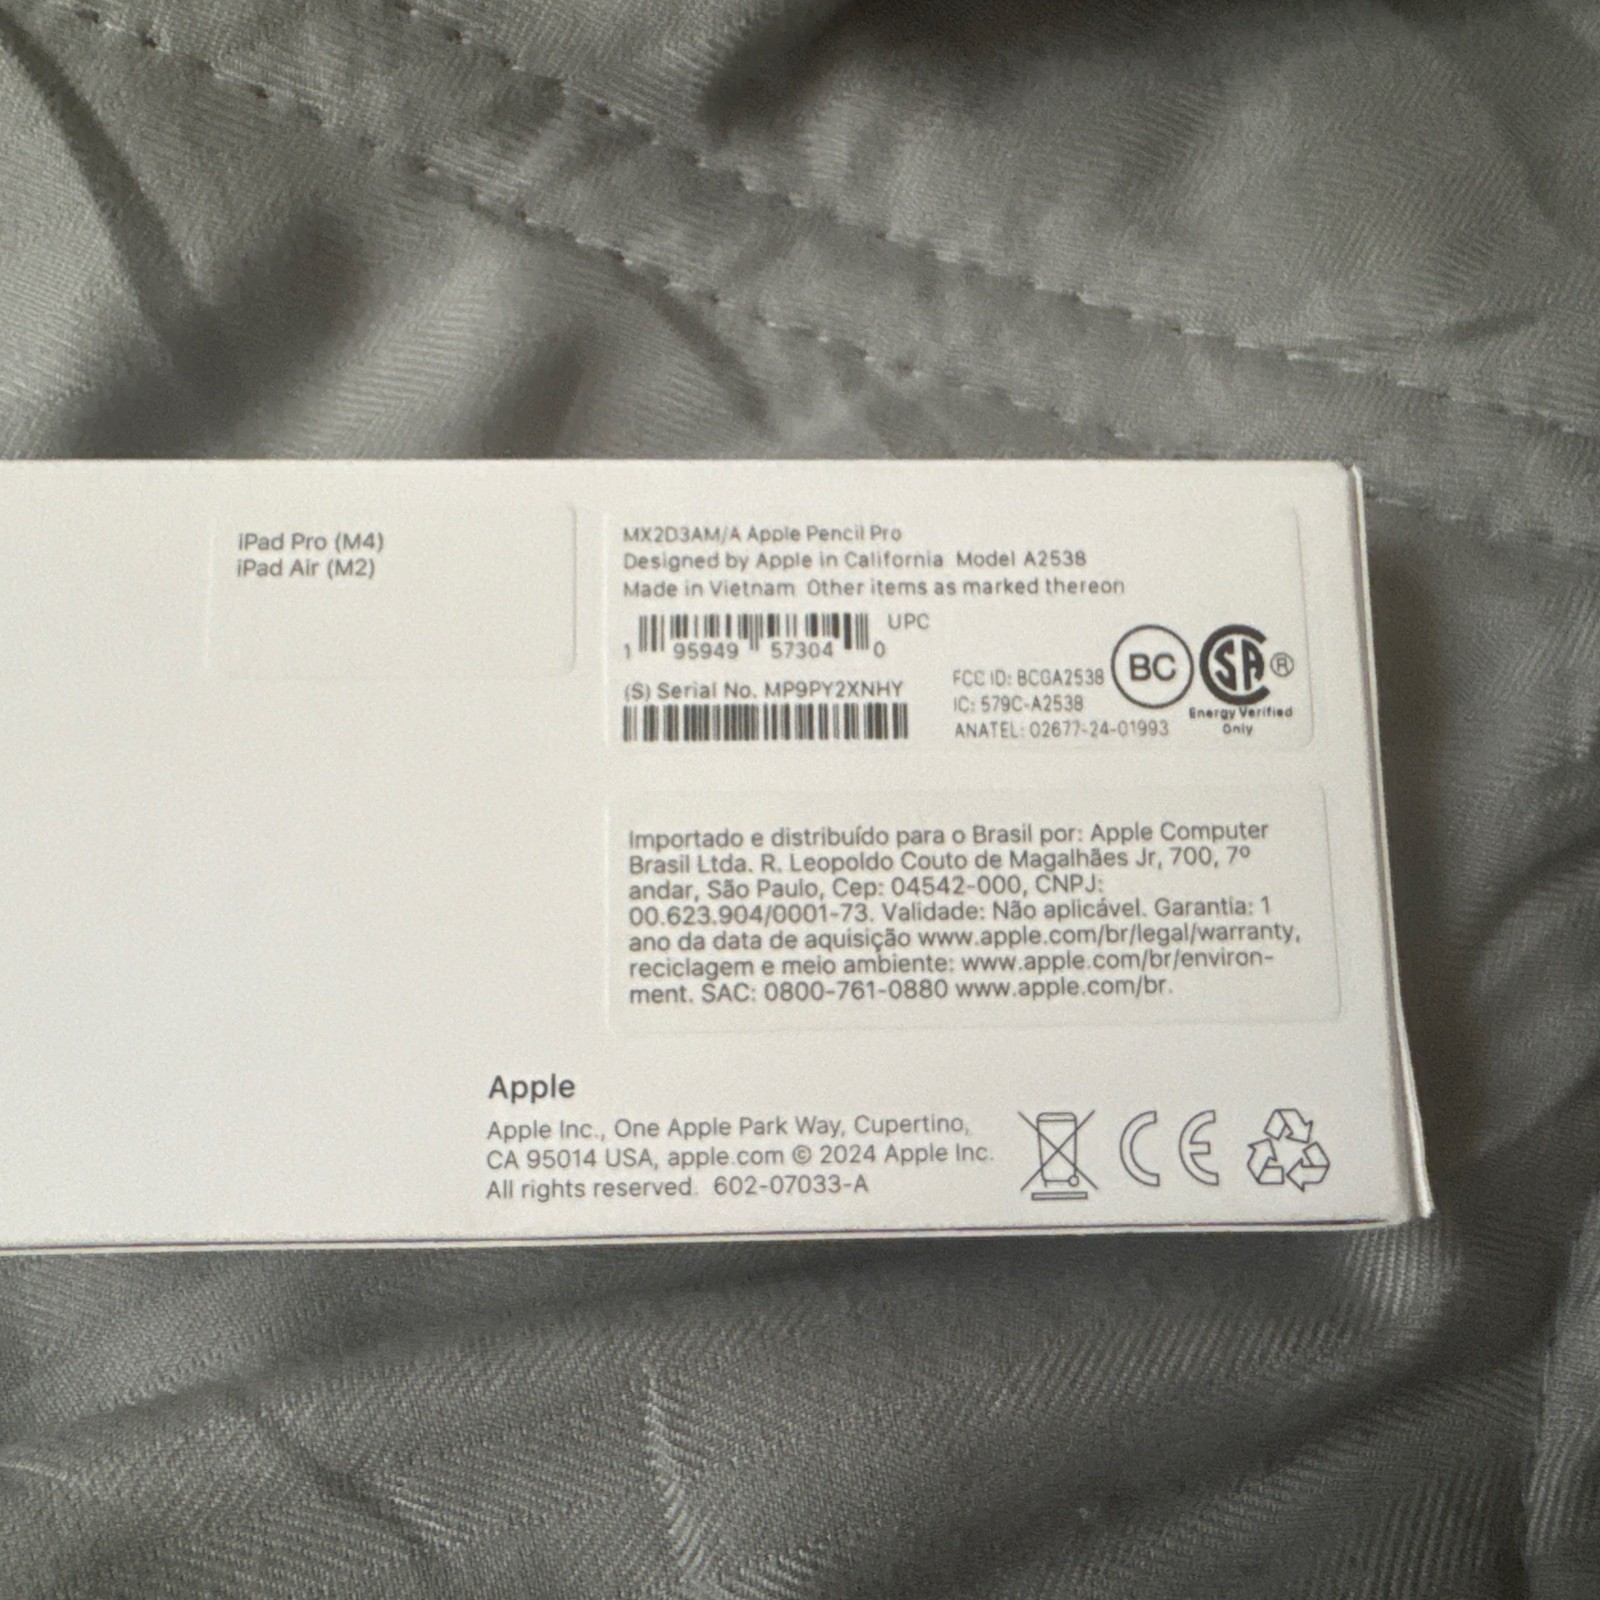 iPad Pro (M4)
iPad Air (M2)
MX2D3AM/A Apple Pencil Pro
Designed by Apple in California Model A2538
Made in Vietnam Other items as marked thereon
UPC
1 95949 57304 0
(S) Serial No. MP9PY2XNHY
FCC ID: BCGA2538
IC: 579C-A2538
ANATEL: 02677-24-01993
BC
SA ®
Energy Verified
Only
Importado e distribuído para o Brasil por: Apple Computer
Brasil Ltda. R. Leopoldo Couto de Magalhães Jr, 700, 7º
andar, São Paulo, Cep: 04542-000, CNPJ:
00.623.904/0001-73. Validade: Não aplicável. Garantia: 1
ano da data de aquisição www.apple.com/br/legal/warranty,
reciclagem e meio ambiente: www.apple.com/br/environ-
ment. SAC: 0800-761-0880 www.apple.com/br.
Apple
Apple Inc., One Apple Park Way, Cupertino,
CA 95014 USA, apple.com © 2024 Apple Inc.
All rights reserved. 602-07033-A
CE